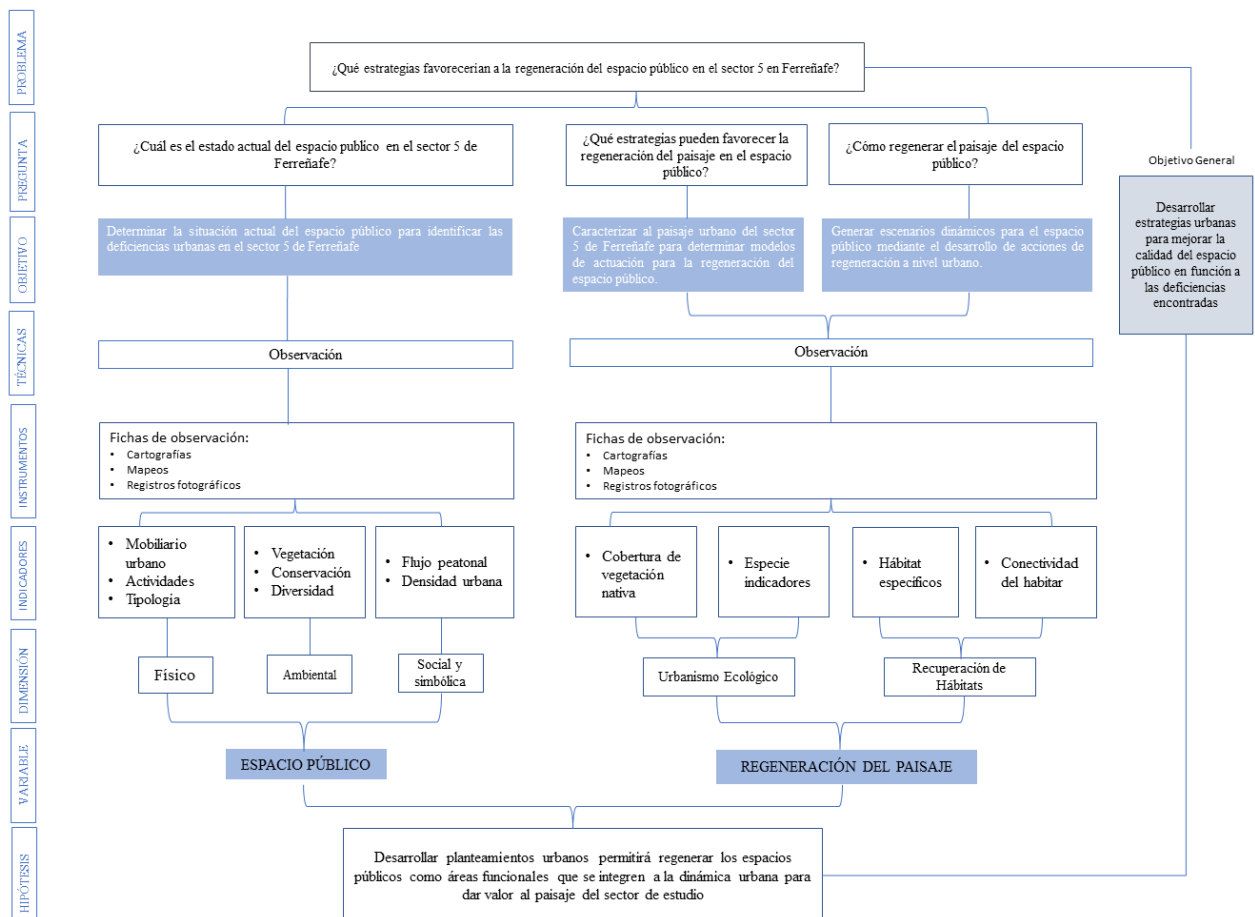 PROBLEMA
¿Qué estrategias favorecerian a la regeneración del espacio público en el sector 5 en Ferreñafe?
PREGUNTA
¿Cuál es el estado actual del espacio publico en el sector 5 de
Ferreñafe?
¿Qué estrategias pueden favorecer la
regeneración del paisaje en el espacio
público?
¿Cómo regenerar el paisaje del espacio
público?
Objetivo General
Desarrollar
estrategias urbanas
para mejorar la
calidad del espacio
público en función a
las deficiencias
encontradas
OBJETIVO
Determinar la situación actual del espacio público para identificar las
deficiencias urbanas en el sector 5 de Ferreñafe
Caracterizar al paisaje urbano del sector
5 de Ferreñafe para determinar modelos
de actuación para la regeneración del
espacio público.
Generar escenarios dinámicos para el espacio
público mediante el desarrollo de acciones de
regeneración a nivel urbano.
TÉCNICAS
Observación
Observación
INSTRUMENTOS
Fichas de observación:
• Cartografías
• Mapeos
• Registros fotográficos
Fichas de observación:
• Cartografías
• Mapeos
• Registros fotográficos
INDICADORES
• Mobiliario
urbano
• Actividades
• Tipología
• Vegetación
• Conservación
• Diversidad
• Flujo peatonal
• Densidad urbana
• Cobertura de
vegetación
nativa
• Especie
indicadores
• Hábitat
específicos
• Conectividad
del habitar
DIMENSIÓN
Físico
Ambiental
Social y
simbólica
Urbanismo Ecológico
Recuperación de
Hábitats
VARIABLE
ESPACIO PÚBLICO
REGENERACIÓN DEL PAISAJE
HIPÓTESIS
Desarrollar planteamientos urbanos permitirá regenerar los espacios
públicos como áreas funcionales que se integren a la dinámica urbana para
dar valor al paisaje del sector de estudio